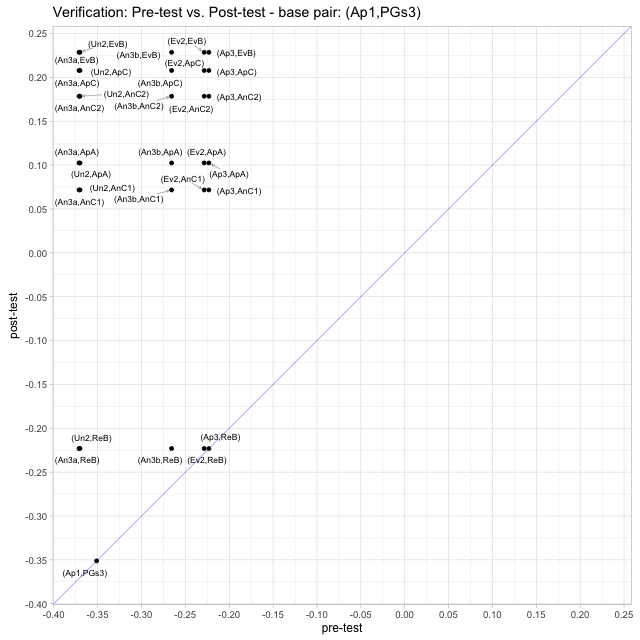 Verification: Pre-test vs. Post-test - base pair: (Ap1,PGs3)
0.25
(Un2,EvB)
(Ev2,EvB)
(An3a,EvB)
(An3b,EvB)
(Ap3,EvB)
0.20
(Un2,ApC)
(Ev2,ApC)
(Ap3,ApC)
(An3a,ApC)
(An3b,ApC)
(Un2,AnC2)
(Ap3,AnC2)
(An3a,AnC2)
(An3b,AnC2)
(Ev2,AnC2)
0.15
(An3a,ApA)
(An3b,ApA)
(Ev2,ApA)
0.10
(Un2,ApA)
(Ap3,ApA)
(Ev2,AnC1)
(Un2,AnC1)
(Ap3,AnC1)
(An3a,AnC1)
(An3b,AnC1)
0.05
0.00
-0.05
post-test
-0.10
-0.15
-0.20
(Un2,ReB)
(Ap3,ReB)
(An3a,ReB)
(An3b,ReB)
(Ev2,ReB)
-0.25
-0.30
-0.35
(Ap1,PGs3)
-0.40
-0.40 -0.35 -0.30 -0.25 -0.20 -0.15 -0.10 -0.05 0.00 0.05 0.10 0.15 0.20 0.25
pre-test